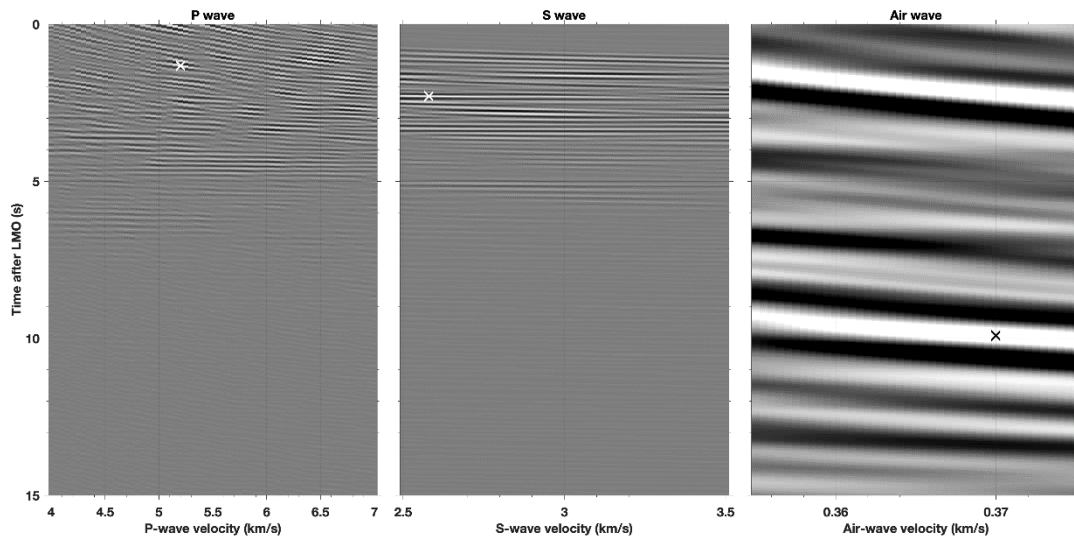 P wave
S wave
Air wave
Time after LMO (s)
0
5
10
15
4
4.5
5
5.5
6
6.5
7
P-wave velocity (km/s)
2.5
3
3.5
S-wave velocity (km/s)
0.36
0.37
Air-wave velocity (km/s)